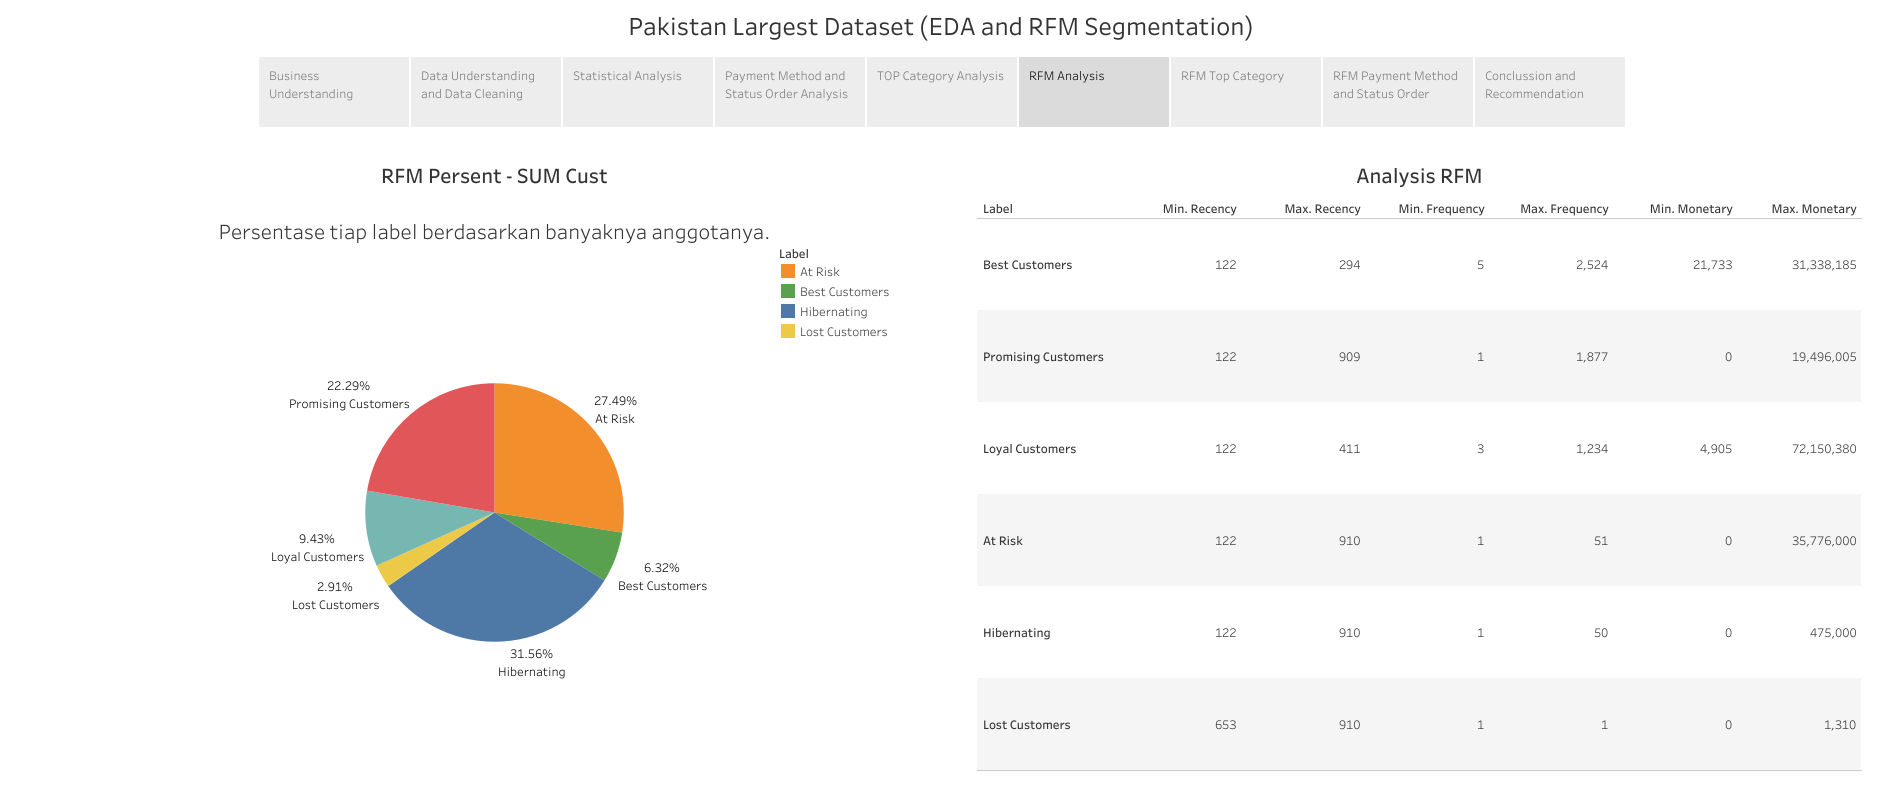 Pakistan Largest Dataset (EDA and RFM Segmentation)
Business
Understanding
Data Understanding
and Data Cleaning
Statistical Analysis
Payment Method and
Status Order Analysis
TOP Category Analysis
RFM Analysis
RFM Top Category
RFM Payment Method
and Status Order
Conclussion and
Recommendation
RFM Persent - SUM Cust
Persentase tiap label berdasarkan banyaknya anggotanya.
Label
At Risk
Best Customers
Hibernating
Lost Customers
22.29%
Promising Customers
27.49%
At Risk
9.43%
Loyal Customers
2.91%
Lost Customers
6.32%
Best Customers
31.56%
Hibernating
Analysis RFM
Label Min. Recency Max. Recency Min. Frequency Max. Frequency Min. Monetary Max. Monetary
Best Customers 122 294 5 2,524 21,733 31,338,185
Promising Customers 122 909 1 1,877 0 19,496,005
Loyal Customers 122 411 3 1,234 4,905 72,150,380
At Risk 122 910 1 51 0 35,776,000
Hibernating 122 910 1 50 0 475,000
Lost Customers 653 910 1 1 0 1,310